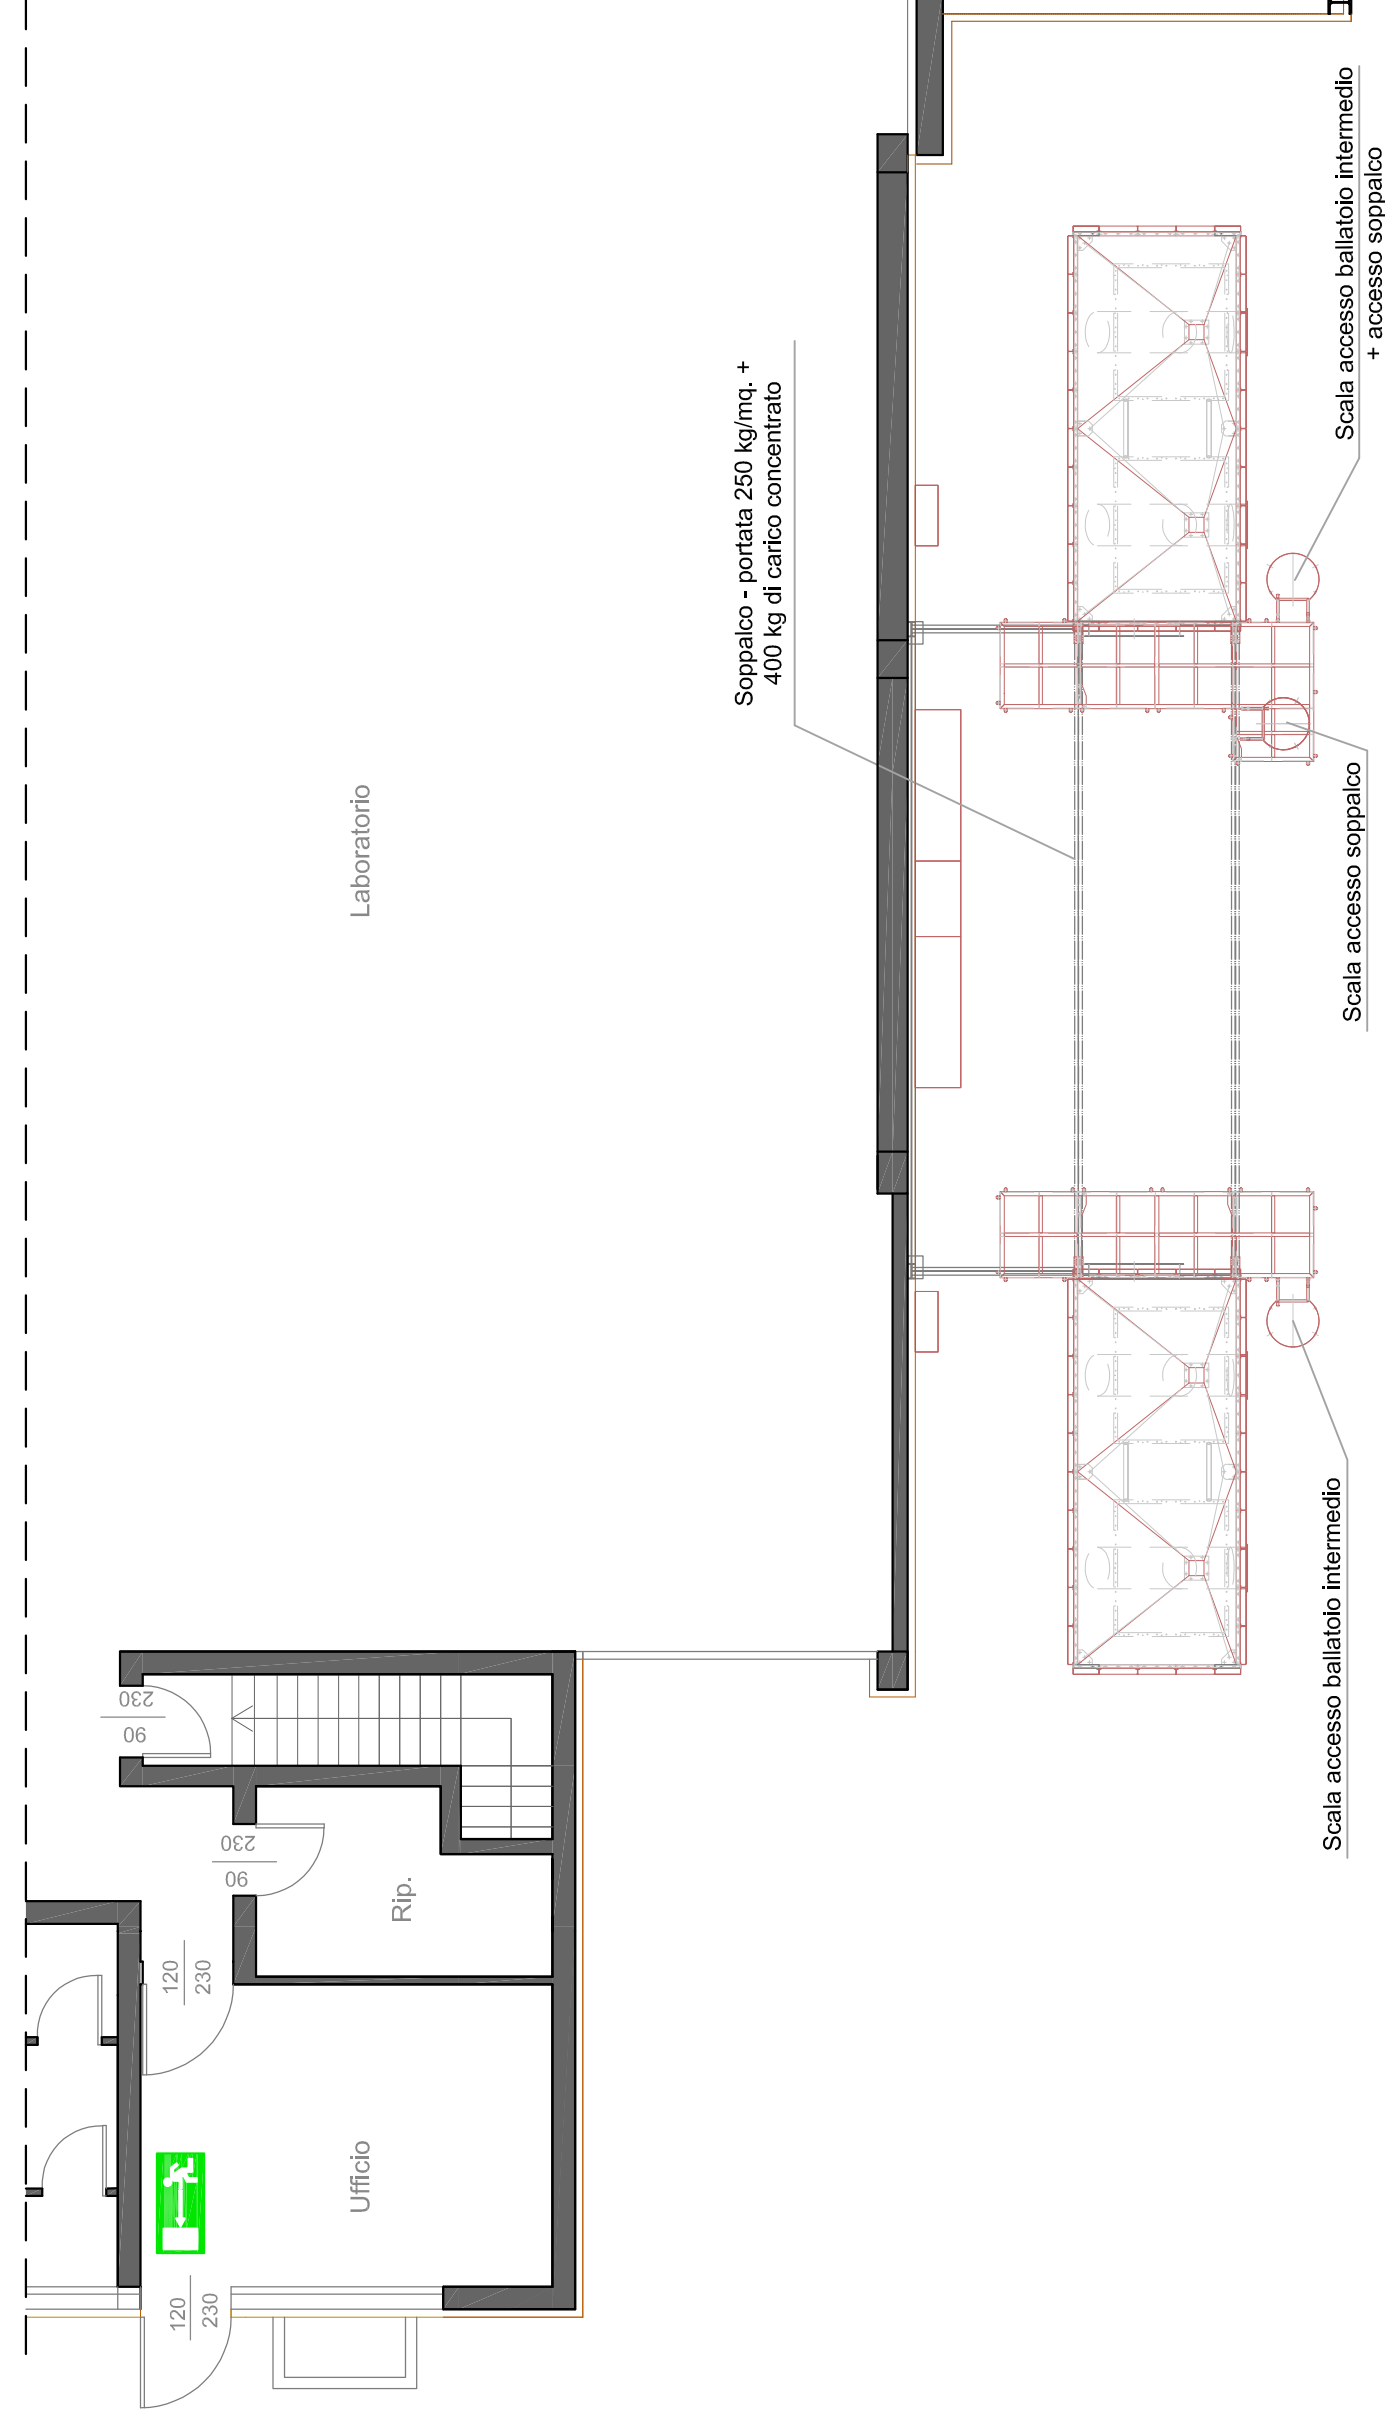 Scala accesso ballatoio intermedio
+ accesso soppalco
Soppalco - portata 250 kg/mq. +
400 kg di carico concentrato
Laboratorio
Scala accesso soppalco
Scala accesso ballatoio intermedio
90
230
90
230
Rip.
120
230
Ufficio
120
230